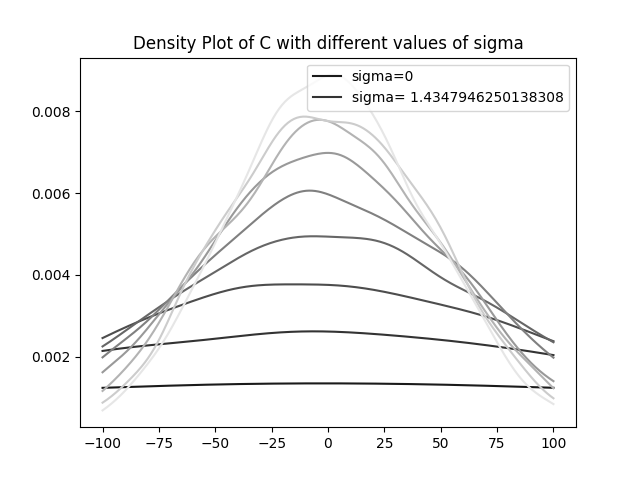 Density Plot of C with different values of sigma
sigma=0
sigma= 1.4347946250138308
0.008
0.006
0.004
0.002
−100 −75 −50 −25 0 25 50 75 100